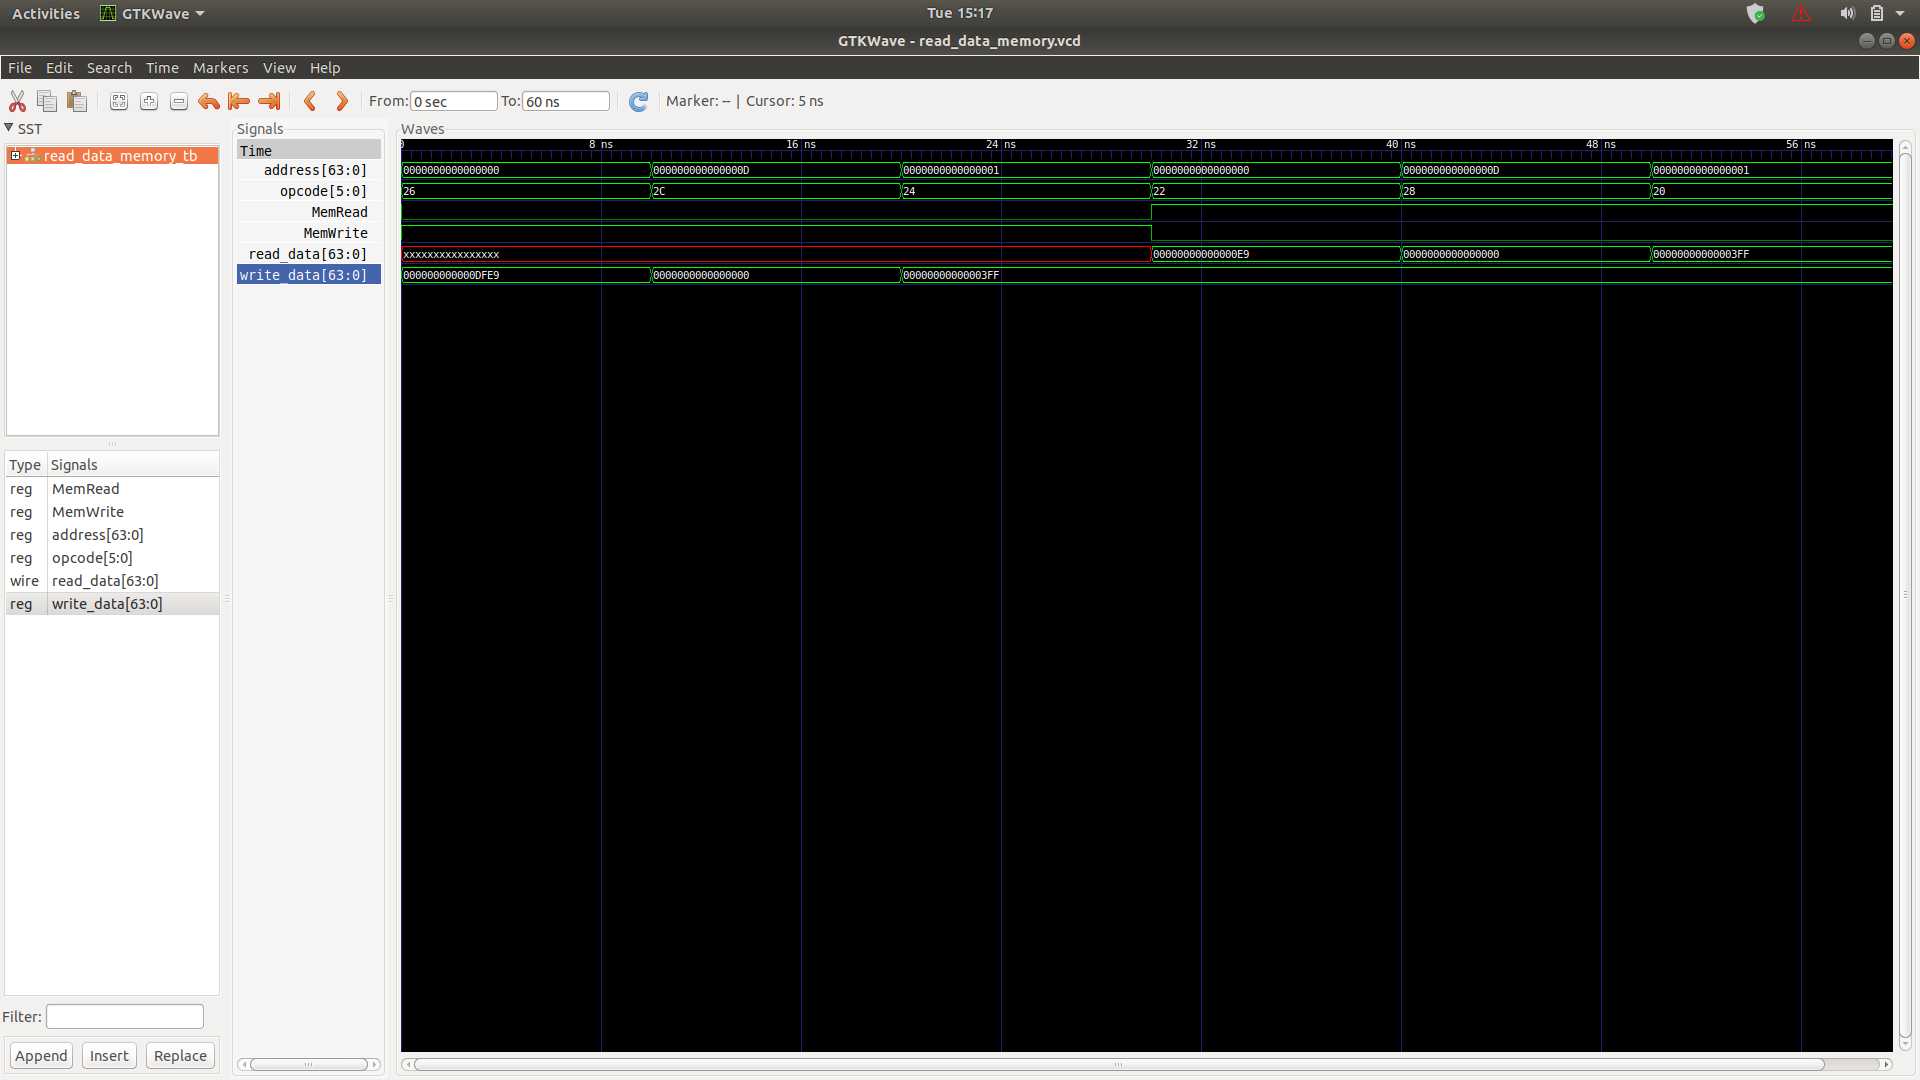 Activities GTKWave Tue 15:17
GTKWave - read_data_memory.vcd
File Edit Search Time Markers View Help
From: 0 sec To: 60 ns Marker: -- | Cursor: 5 ns
SST
read_data_memory_tb
Type Signals
reg MemRead
reg MemWrite
reg address[63:0]
reg opcode[5:0]
wire read_data[63:0]
reg write_data[63:0]
Filter:
Append Insert Replace
Signals
Time
address[63:0]
opcode[5:0]
MemRead
MemWrite
read_data[63:0]
write_data[63:0]
Waves
0 8 ns 16 ns 24 ns 32 ns 40 ns 48 ns 56 ns
0000000000000000 000000000000000D 0000000000000001 0000000000000000 000000000000000D 0000000000000001
26 2C 24 22 28 20
xxxxxxxxxxxxxxxx 00000000000000E9 0000000000000000 00000000000003FF
000000000000DFE9 0000000000000000 00000000000003FF